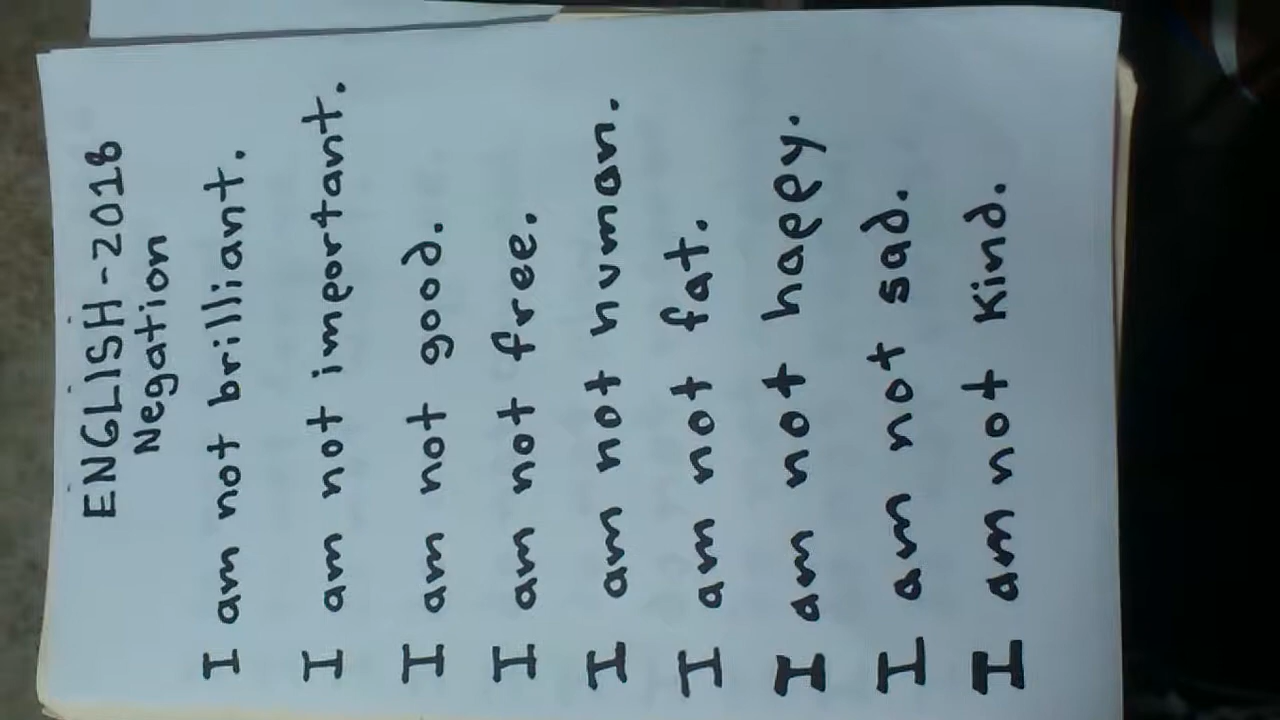 ENGLISH-2018
Negation
I am not brilliant.
I am not important.
I am not good.
I am not free.
I am not human.
I am not fat.
I am not happy.
I am not sad.
I am not Kind.